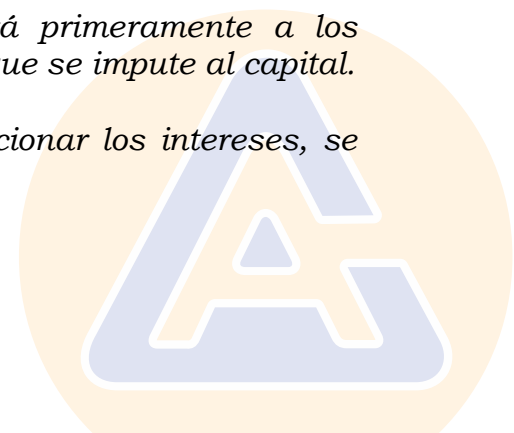 á primeramente a los
ue se impute al capital.
cionar los intereses, se